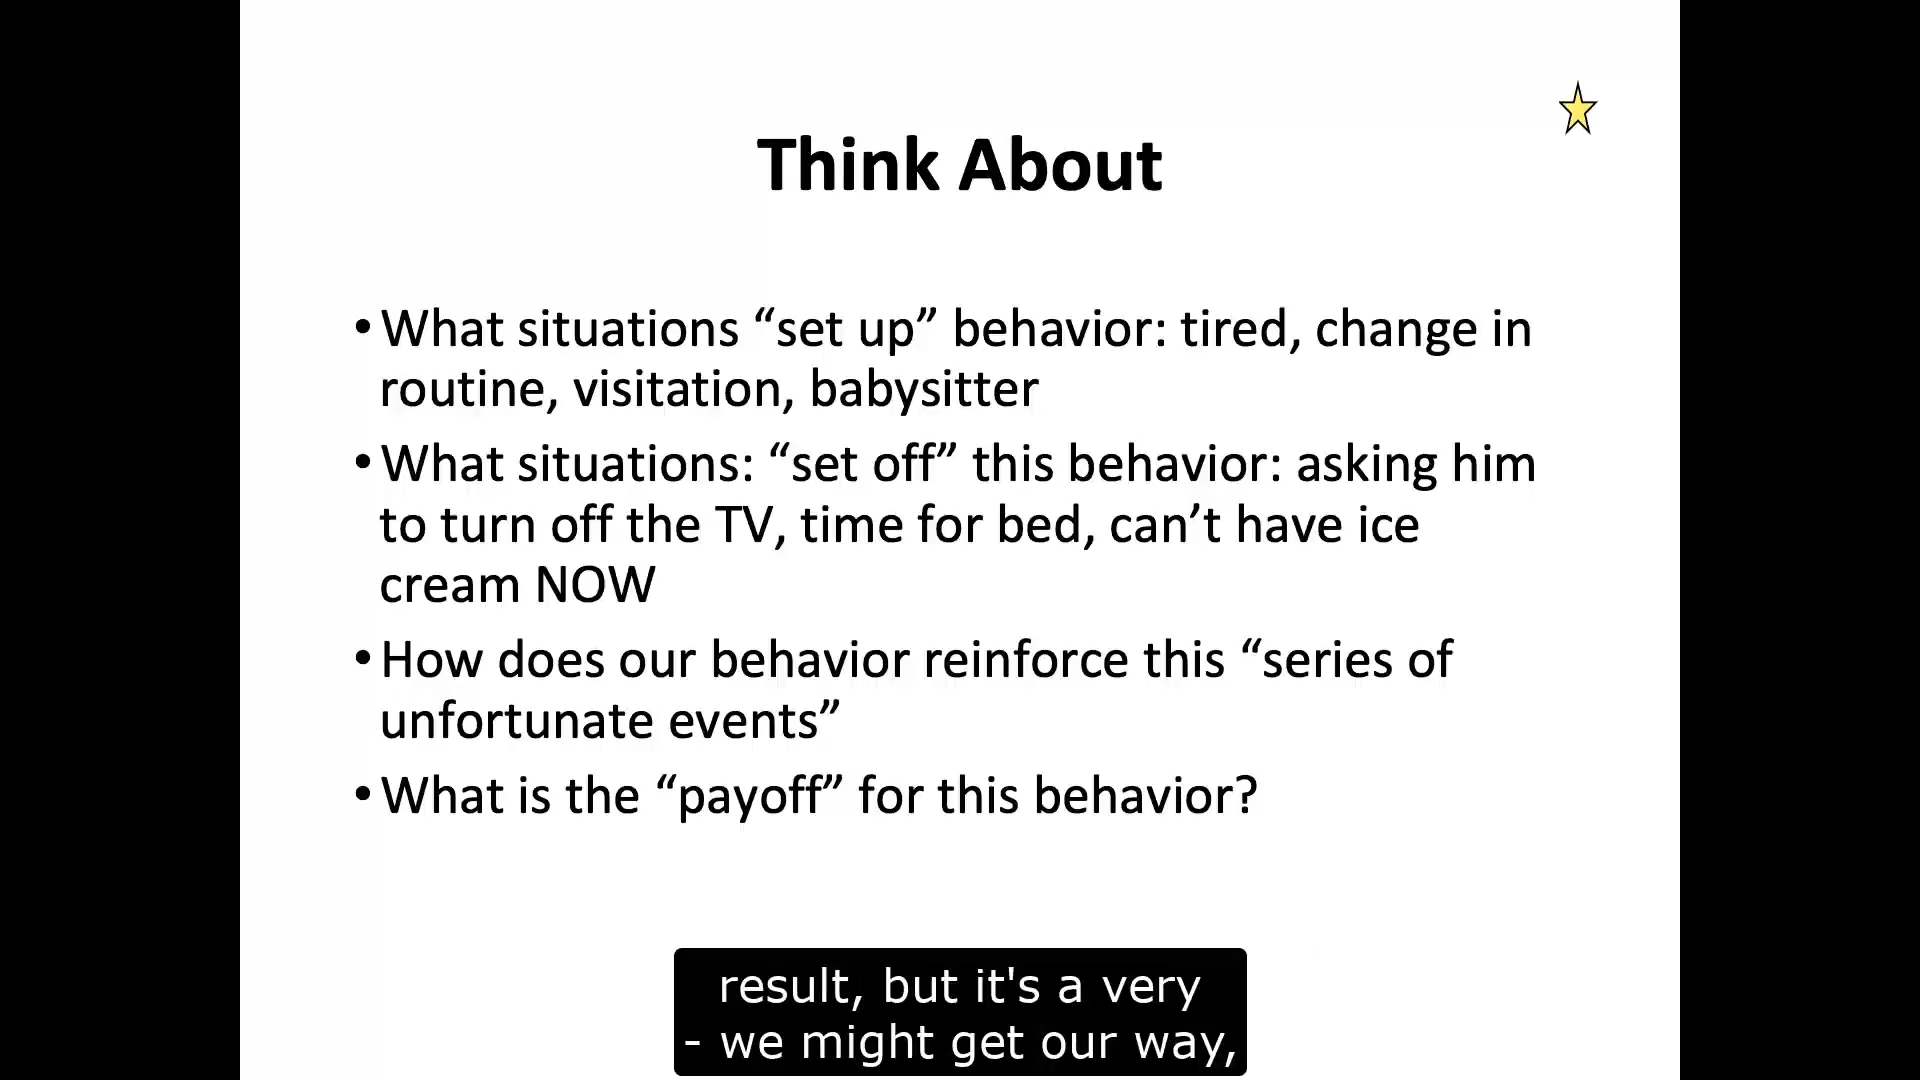 Think About
•What situations “set up” behavior: tired, change in
routine, visitation, babysitter
•What situations: “set off” this behavior: asking him
to turn off the TV, time for bed, can’t have ice
cream NOW
•How does our behavior reinforce this “series of
unfortunate events”
•What is the “payoff” for this behavior?
result, but it's a very
- we might get our way,